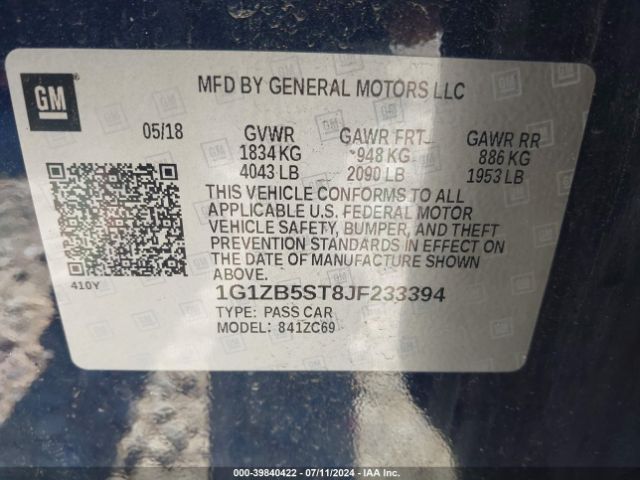 GM
MFD BY GENERAL MOTORS LLC
05/18 GVWR GAWR FRT GAWR RR
1834 KG 948 KG 886 KG
4043 LB 2090 LB 1953 LB
THIS VEHICLE CONFORMS TO ALL
APPLICABLE U.S. FEDERAL MOTOR
VEHICLE SAFETY, BUMPER, AND THEFT
PREVENTION STANDARDS IN EFFECT ON
THE DATE OF MANUFACTURE SHOWN
ABOVE.
410Y
1G1ZB5ST8JF233394
TYPE: PASS CAR
MODEL: 841ZC69
000-39840422 - 07/11/2024 - IAA Inc.